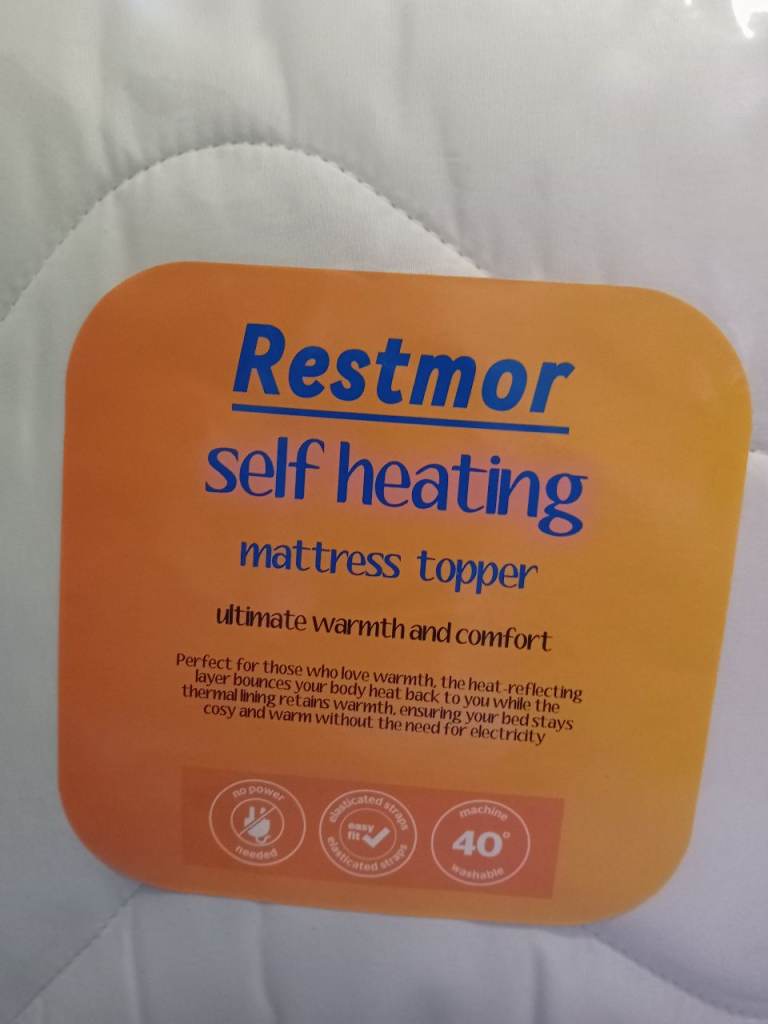 Restmor
self heating
mattress topper
ultimate warmth and comfort
Perfect for those who love warmth, the heat-reflecting
layer bounces your body heat back to you while the
thermal lining retains warmth, ensuring your bed stays
cosy and warm without the need for electricity
no power
needed
elasticated straps
easy
fit
elasticated straps
machine
40°
washable